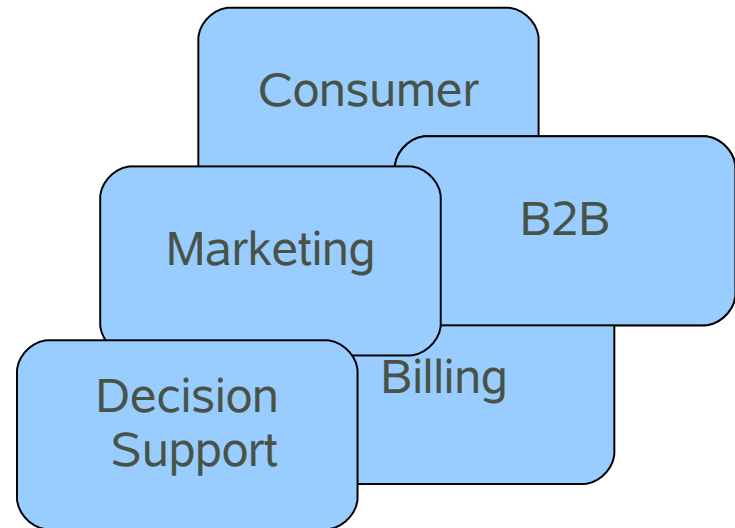 Consumer
B2B
Marketing
Billing
Decision
Support